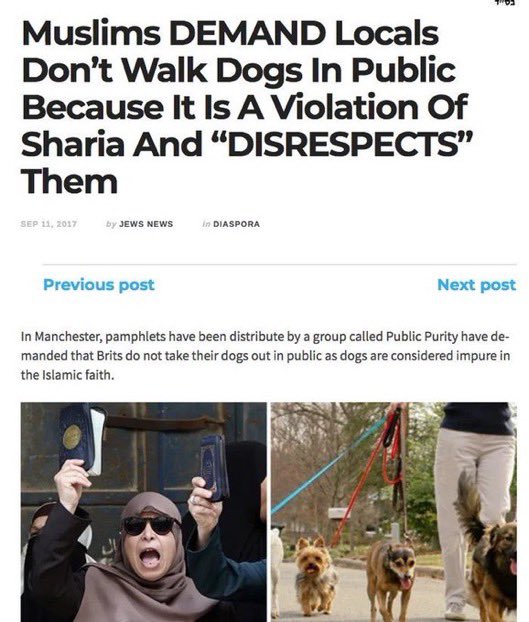 בס"ד
Muslims DEMAND Locals
Don't Walk Dogs In Public
Because It Is A Violation Of
Sharia And “DISRESPECTS”
Them
SEP 11, 2017 by JEWS NEWS in DIASPORA
Previous post Next post
In Manchester, pamphlets have been distribute by a group called Public Purity have de-
manded that Brits do not take their dogs out in public as dogs are considered impure in
the Islamic faith.